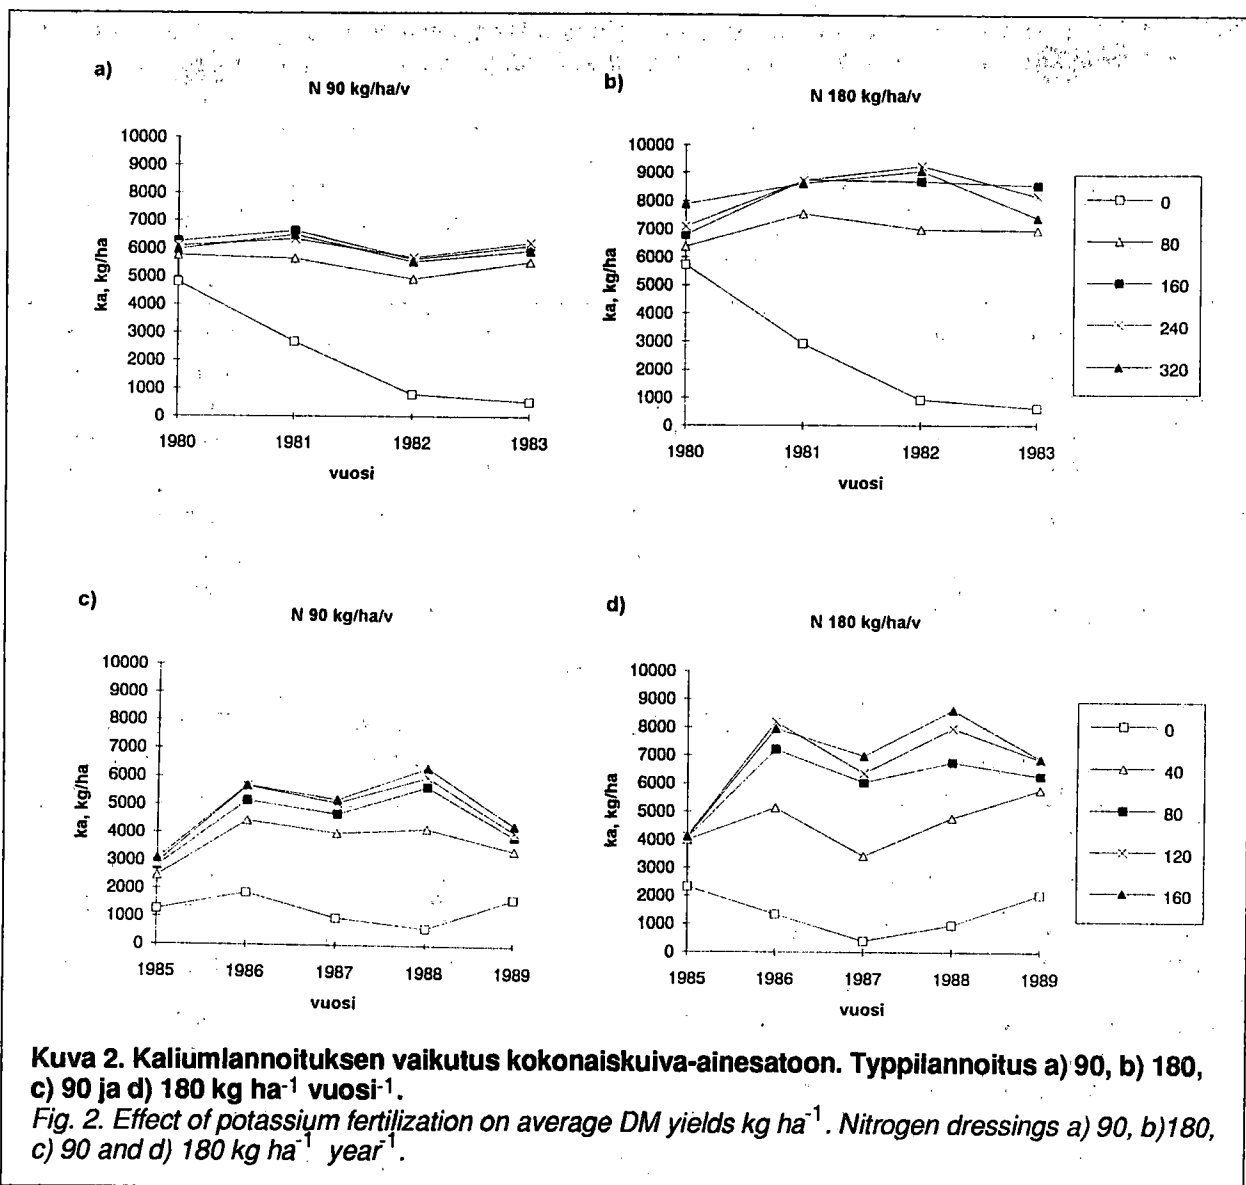 a)
N 90 kg/ha/v
10000
9000
8000
7000
6000
5000
4000
3000
2000
1000
0
ka, kg/ha
1980 1981 1982 1983
vuosi
b)
N 180 kg/ha/v
10000
9000
8000
7000
6000
5000
4000
3000
2000
1000
0
ka, kg/ha
1980 1981 1982 1983
vuosi
0
80
160
240
320
c)
N 90 kg/ha/v
10000
9000
8000
7000
6000
5000
4000
3000
2000
1000
0
ka, kg/ha
1985 1986 1987 1988 1989
vuosi
d)
N 180 kg/ha/v
10000
9000
8000
7000
6000
5000
4000
3000
2000
1000
0
ka, kg/ha
1985 1986 1987 1988 1989
vuosi
0
40
80
120
160
Kuva 2. Kaliumlannoituksen vaikutus kokonaiskuiva-ainesatoon. Typpilannoitus a) 90, b) 180,
c) 90 ja d) 180 kg ha⁻¹ vuosi⁻¹.
Fig. 2. Effect of potassium fertilization on average DM yields kg ha⁻¹. Nitrogen dressings a) 90, b)180,
c) 90 and d) 180 kg ha⁻¹ year⁻¹.